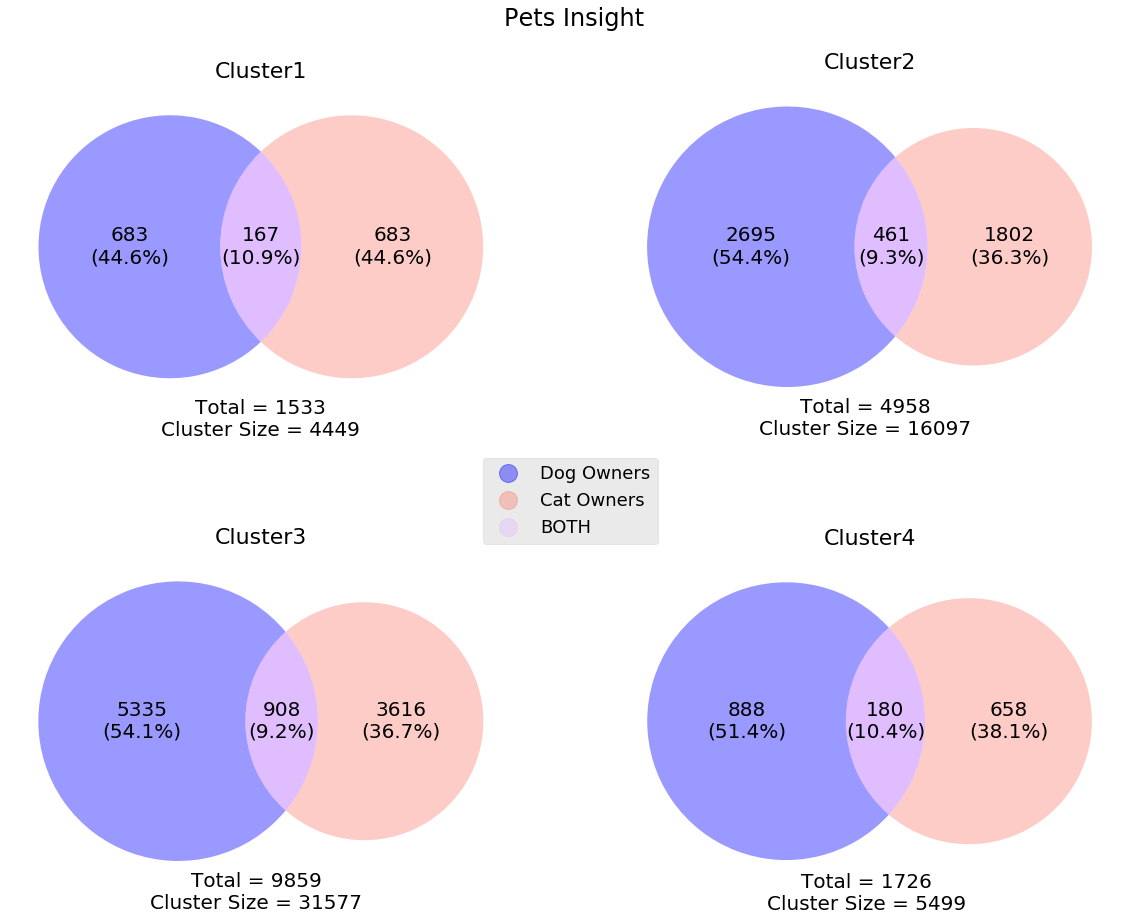 Pets Insight
Cluster1
683
(44.6%)
167
(10.9%)
683
(44.6%)
Total = 1533
Cluster Size = 4449
Cluster2
2695
(54.4%)
461
(9.3%)
1802
(36.3%)
Total = 4958
Cluster Size = 16097
Dog Owners
Cat Owners
BOTH
Cluster3
5335
(54.1%)
908
(9.2%)
3616
(36.7%)
Total = 9859
Cluster Size = 31577
Cluster4
888
(51.4%)
180
(10.4%)
658
(38.1%)
Total = 1726
Cluster Size = 5499